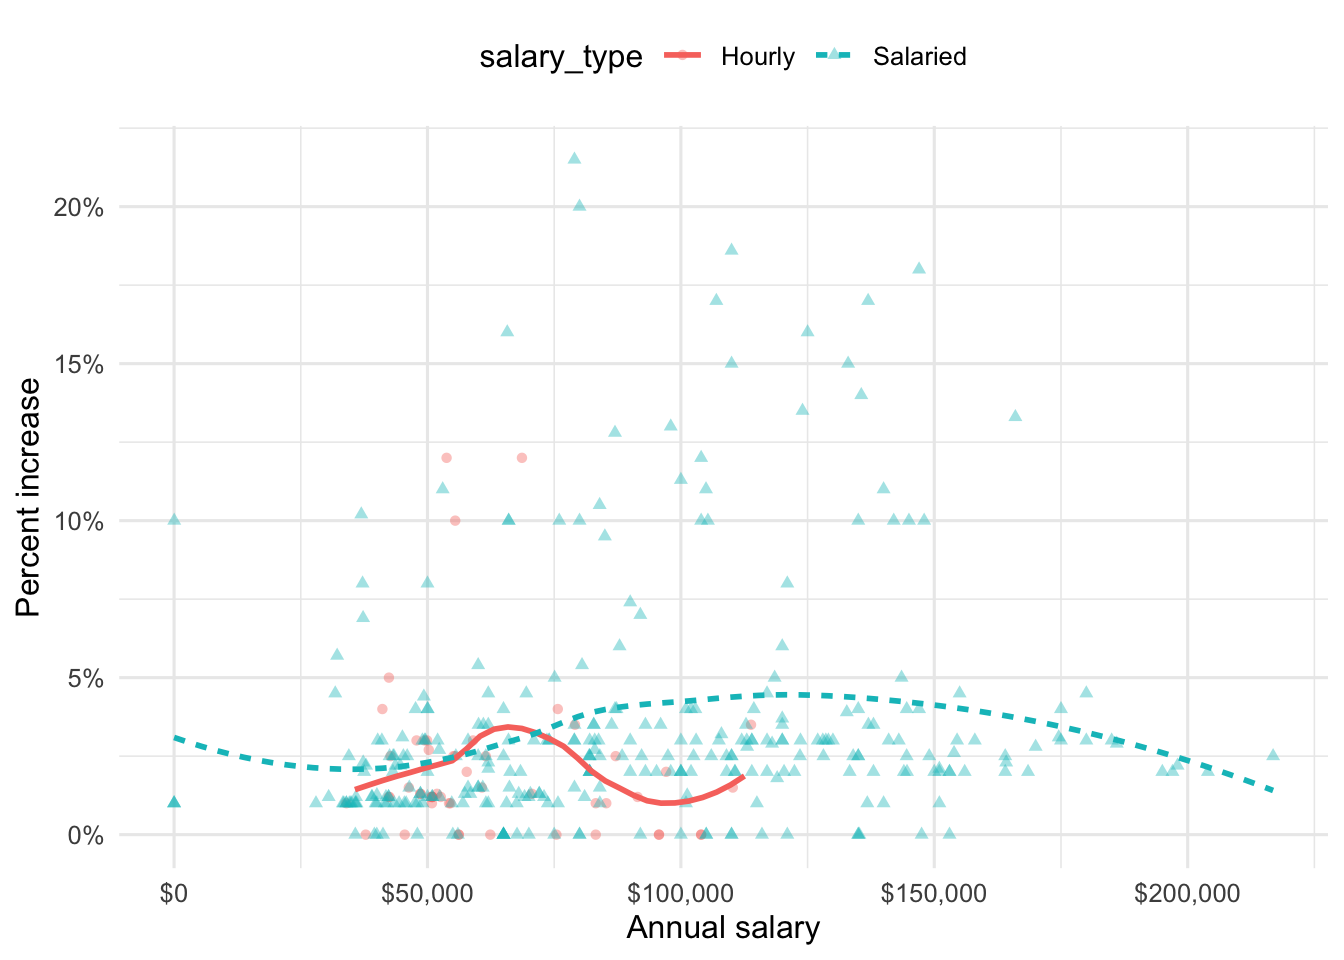 salary_type Hourly Salaried
20%
15%
10%
5%
0%
Percent increase
$0 $50,000 $100,000 $150,000 $200,000
Annual salary